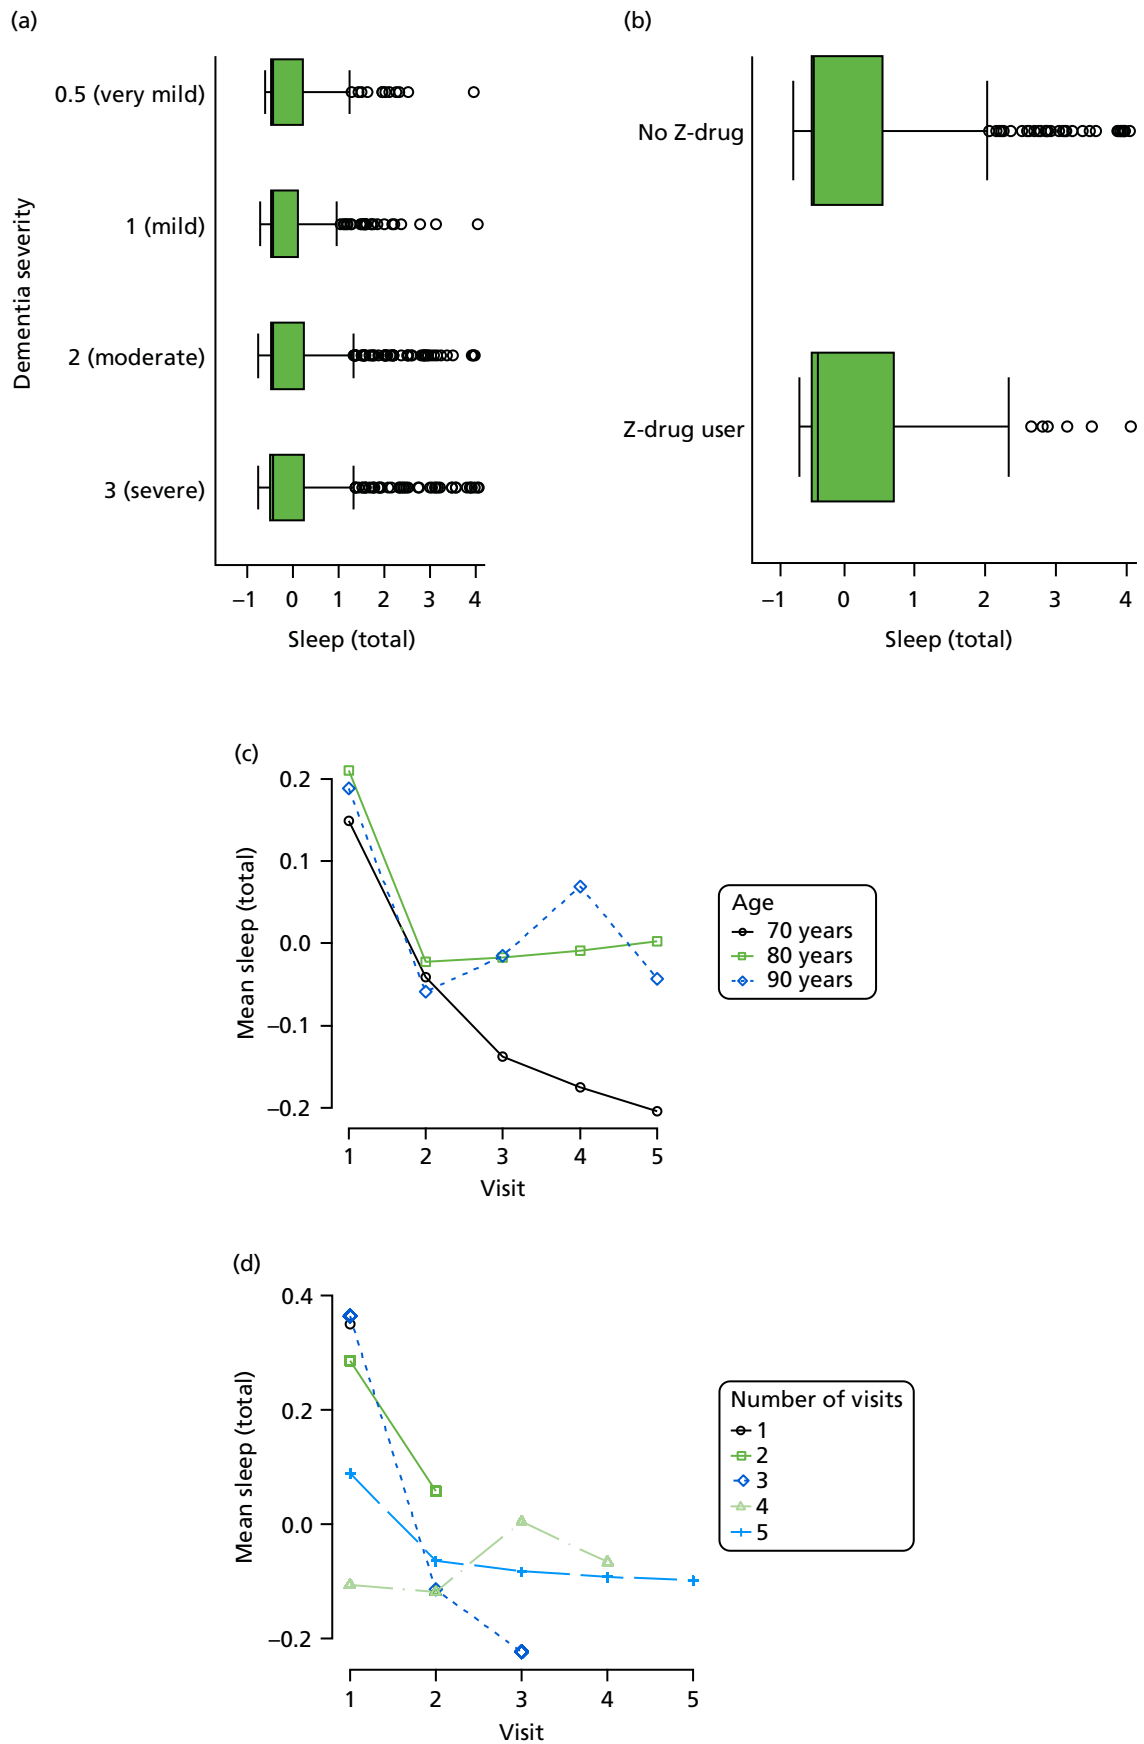 (a)
Dementia severity
0.5 (very mild)
1 (mild)
2 (moderate)
3 (severe)
−1 0 1 2 3 4
Sleep (total)
(b)
No Z-drug
Z-drug user
−1 0 1 2 3 4
Sleep (total)
(c)
Mean sleep (total)
0.2
0.1
0.0
−0.1
−0.2
1 2 3 4 5
Visit
Age
70 years
80 years
90 years
(d)
Mean sleep (total)
0.4
0.2
0.0
−0.2
1 2 3 4 5
Visit
Number of visits
1
2
3
4
5